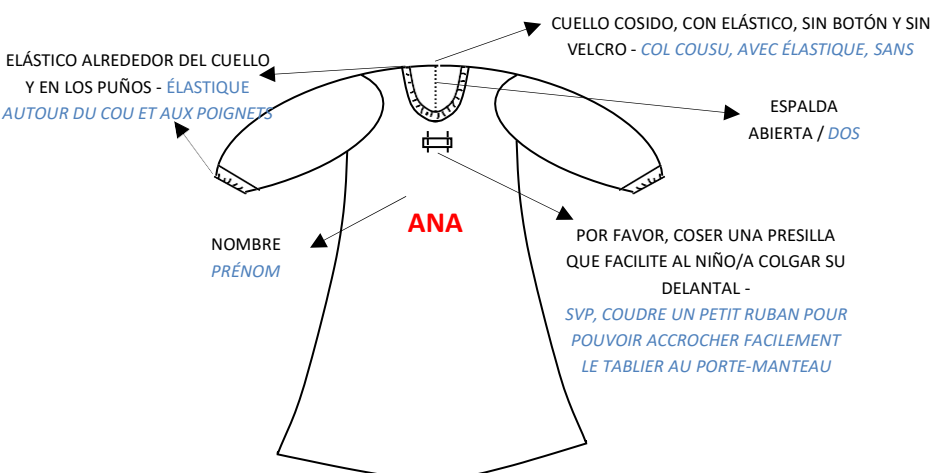 CUELLO COSIDO, CON ELÁSTICO, SIN BOTÓN Y SIN
VELCRO - COL COUSU, AVEC ÉLASTIQUE, SANS
ELÁSTICO ALREDEDOR DEL CUELLO
Y EN LOS PUÑOS - ÉLASTIQUE
AUTOUR DU COU ET AUX POIGNETS
ESPALDA
ABIERTA / DOS
ANA
NOMBRE
PRÉNOM
POR FAVOR, COSER UNA PRESILLA
QUE FACILITE AL NIÑO/A COLGAR SU
DELANTAL -
SVP, COUDRE UN PETIT RUBAN POUR
POUVOIR ACCROCHER FACILEMENT
LE TABLIER AU PORTE-MANTEAU